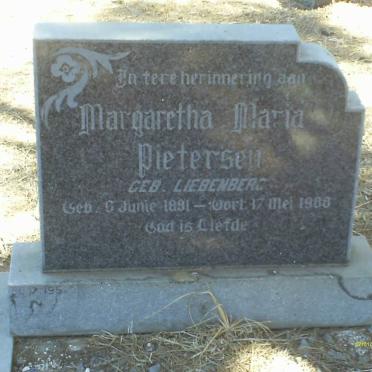 In tere herinnering aan
Margaretha Maria
Pietersen
GEB. LIEBENBERG
Geb. 6 Junie 1891 – Oorl. 17 Mei 1968
God is Liefde